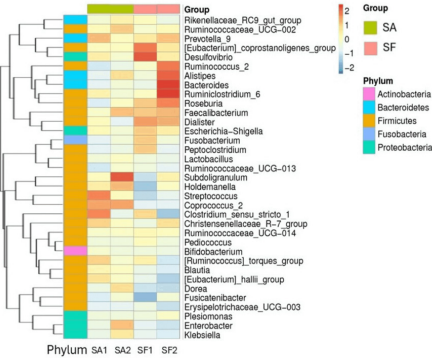 Group
Rikenellaceae_RC9_gut_group
Ruminococcaceae_UCG-002
Prevotella_9
[Eubacterium]_coprostanoligenes_group
Desulfovibrio
Ruminococcus_2
Alistipes
Bacteroides
Ruminiclostridium_6
Roseburia
Faecalibacterium
Dialister
Escherichia-Shigella
Fusobacterium
Peptoclostridium
Lactobacillus
Ruminococcaceae_UCG-013
Subdoligranulum
Holdemanella
Streptococcus
Coprococcus_2
Clostridium_sensu_stricto_1
Christensenellaceae_R-7_group
Ruminococcaceae_UCG-014
Pediococcus
Bifidobacterium
[Ruminococcus]_torques_group
Blautia
[Eubacterium]_hallii_group
Dorea
Fusicatenibacter
Erysipelotrichaceae_UCG-003
Plesiomonas
Enterobacter
Klebsiella
Phylum SA1 SA2 SF1 SF2
2
1
0
-1
-2
Group
SA
SF
Phylum
Actinobacteria
Bacteroidetes
Firmicutes
Fusobacteria
Proteobacteria